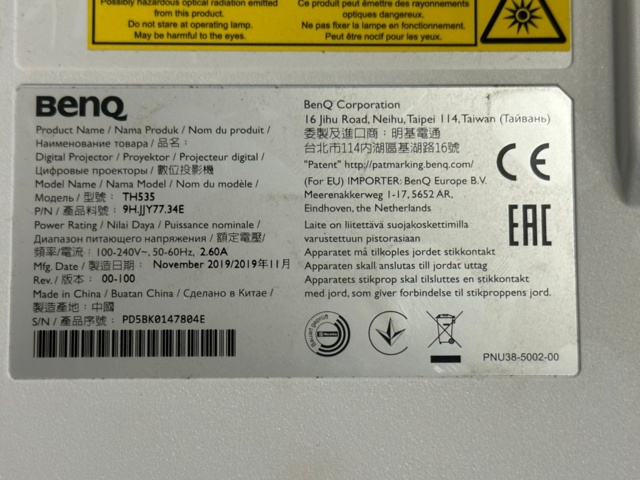 Possibly hazardous optical radiation emitted
from this product.
Do not stare at operating lamp.
May be harmful to the eyes.
Ce produit peut émettre des rayonnements
optiques dangereux.
Ne pas fixer la lampe en fonctionnement.
Peut être nocif pour les yeux.
BenQ
Product Name / Nama Produk / Nom du produit /
Наименование товара / 品名:
Digital Projector / Proyektor / Projecteur digital /
Цифровые проекторы / 數位投影機
Model Name / Nama Model / Nom du modèle /
Модель / 型號: TH535
P/N / 產品料號: 9H.JJY77.34E
Power Rating / Nilai Daya / Puissance nominale /
Диапазон питающего напряжения / 額定電壓/
頻率/電流: 100-240V~, 50-60Hz, 2.60A
Mfg. Date / 製造日期: November 2019/2019年11月
Rev. / 版本: 00-100
Made in China / Buatan China / Сделано в Китае /
製造產地: 中國
S/N / 產品序號: PD5BK0147804E
BenQ Corporation
16 Jihu Road, Neihu, Taipei 114, Taiwan (Тайвань)
委製及進口商: 明基電通
台北市114內湖區基湖路16號
"Patent" http://patmarking.benq.com/
(For EU) IMPORTER: BenQ Europe B.V.
Meerenakkerweg 1-17, 5652 AR,
Eindhoven, the Netherlands
Laite on liitettävä suojakoskettimilla
varustettuun pistorasiaan
Apparatet må tilkoples jordet stikkontakt
Apparaten skall anslutas till jordat uttag
Apparatets stikprop skal tilsluttes en stikkontakt
med jord, som giver forbindelse til stikproppens jord.
CE
EAC
PNU38-5002-00